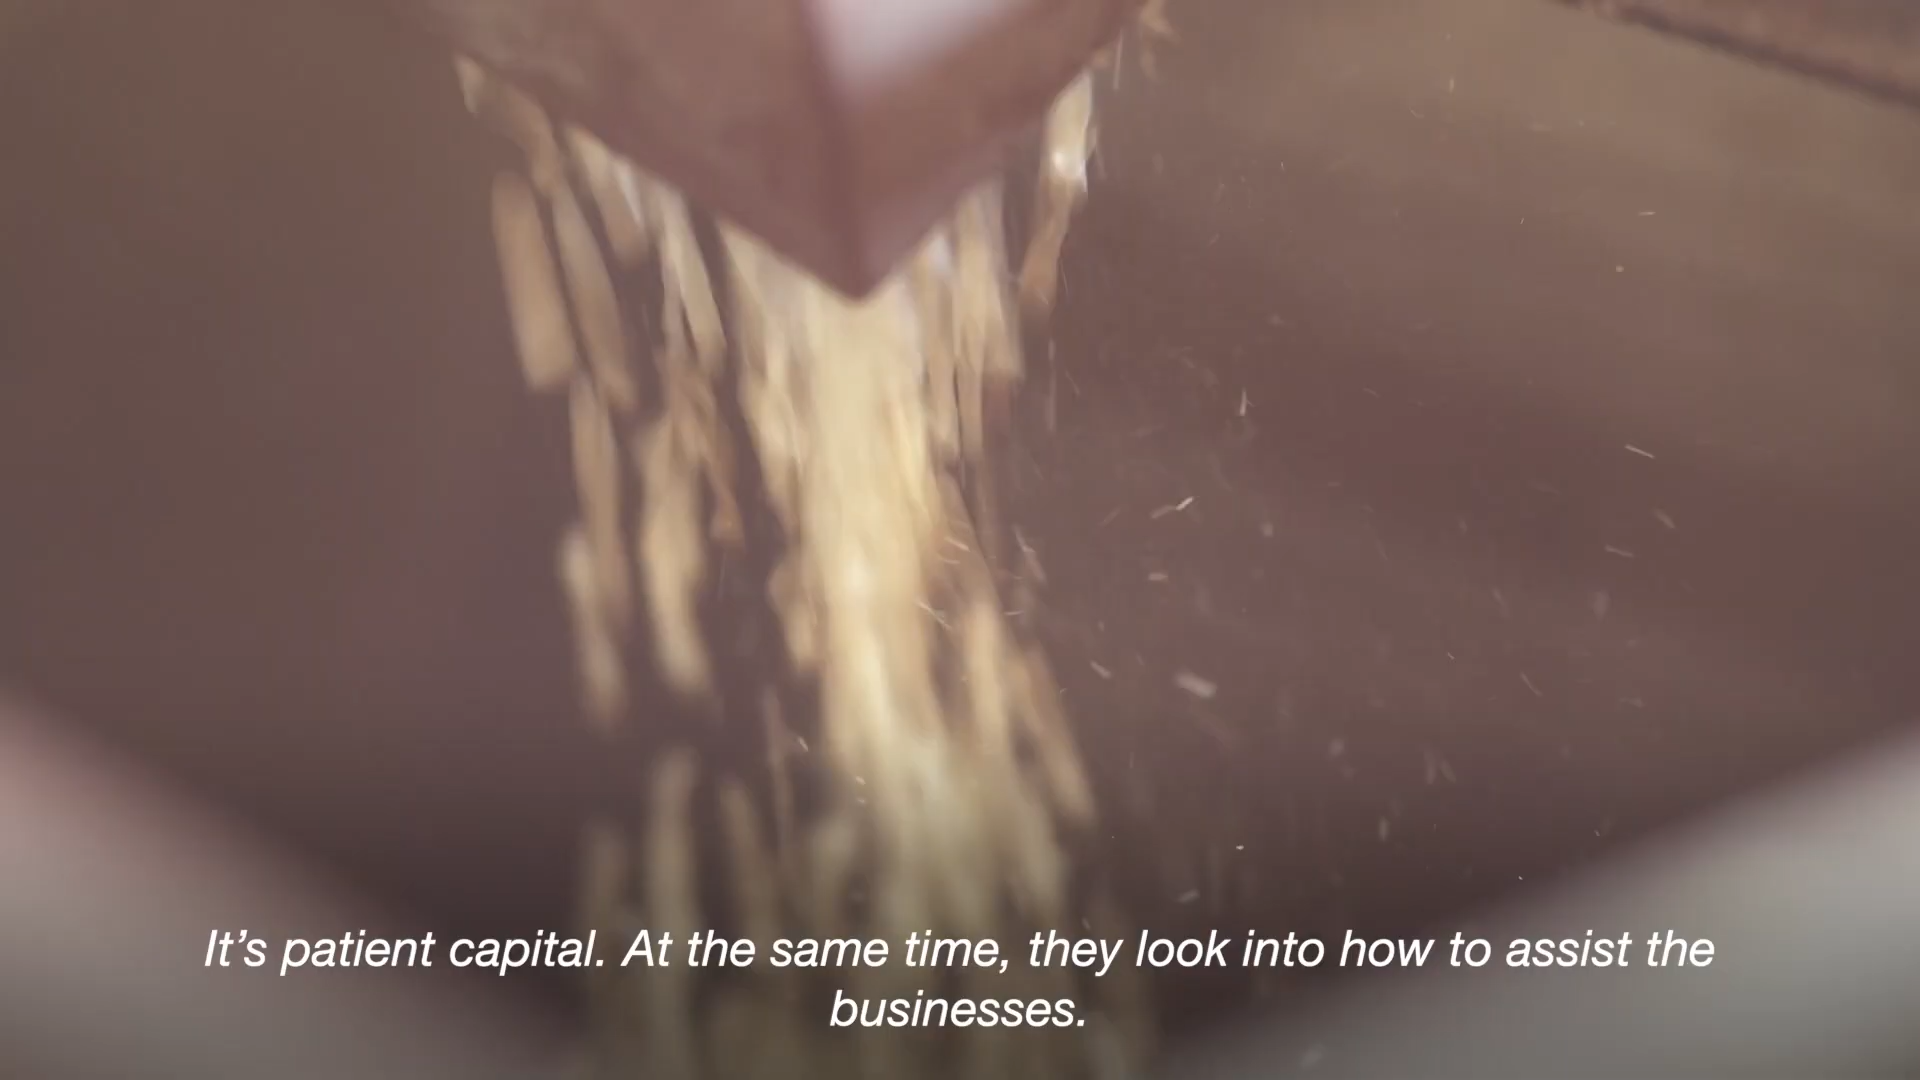 It’s patient capital. At the same time, they look into how to assist the
businesses.